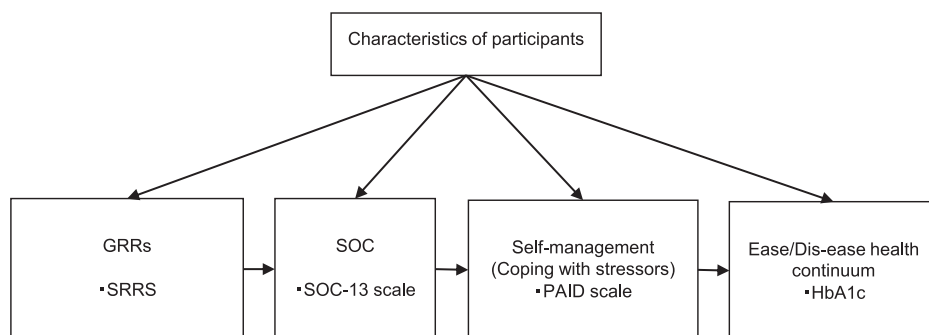 Characteristics of participants
GRRs
▪SRRS
SOC
▪SOC-13 scale
Self-management
(Coping with stressors)
▪PAID scale
Ease/Dis-ease health
continuum
▪HbA1c